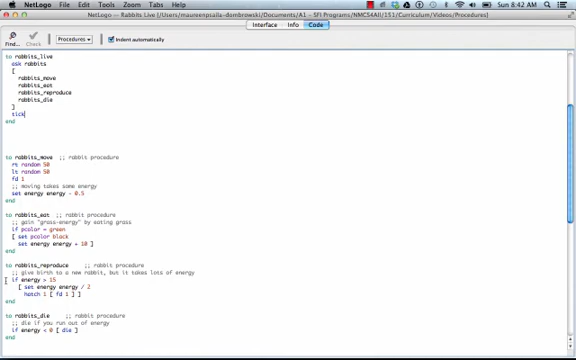 NetLogo File Edit Tools Zoom Tabs Help Sun 8:42 AM
NetLogo — Rabbits Live {/Users/maureenpsaila-dombrowski/Documents/A1 - SFI Programs/NMCS4All/151/Curriculum/Videos/Procedures}
Interface Info Code
Find... Check Procedures Indent automatically
to rabbits_live
ask rabbits
[
rabbits_move
rabbits_eat
rabbits_reproduce
rabbits_die
]
tick
end
to rabbits_move ;; rabbit procedure
rt random 50
lt random 50
fd 1
;; moving takes some energy
set energy energy - 0.5
end
to rabbits_eat ;; rabbit procedure
;; gain "grass-energy" by eating grass
if pcolor = green
[ set pcolor black
set energy energy + 10 ]
end
to rabbits_reproduce ;; rabbit procedure
;; give birth to a new rabbit, but it takes lots of energy
if energy > 15
[ set energy energy / 2
hatch 1 [ fd 1 ] ]
end
to rabbits_die ;; rabbit procedure
;; die if you run out of energy
if energy < 0 [ die ]
end